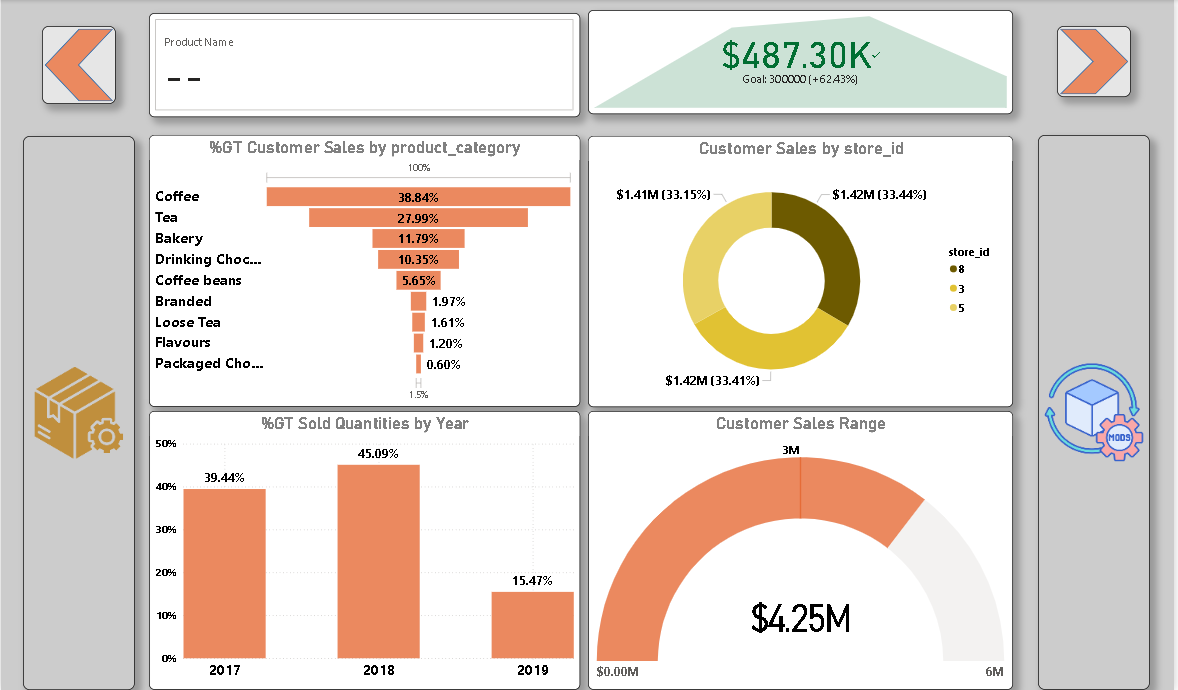 Product Name
– –
$487.30K✓
Goal: 300000 (+62.43%)
%GT Customer Sales by product_category
100%
Coffee 38.84%
Tea 27.99%
Bakery 11.79%
Drinking Choc... 10.35%
Coffee beans 5.65%
Branded 1.97%
Loose Tea 1.61%
Flavours 1.20%
Packaged Cho... 0.60%
1.5%
Customer Sales by store_id
$1.41M (33.15%)
$1.42M (33.44%)
$1.42M (33.41%)
store_id
8
3
5
%GT Sold Quantities by Year
50%
40%
30%
20%
10%
0%
39.44%
45.09%
15.47%
2017 2018 2019
Customer Sales Range
3M
$4.25M
$0.00M 6M
MODS